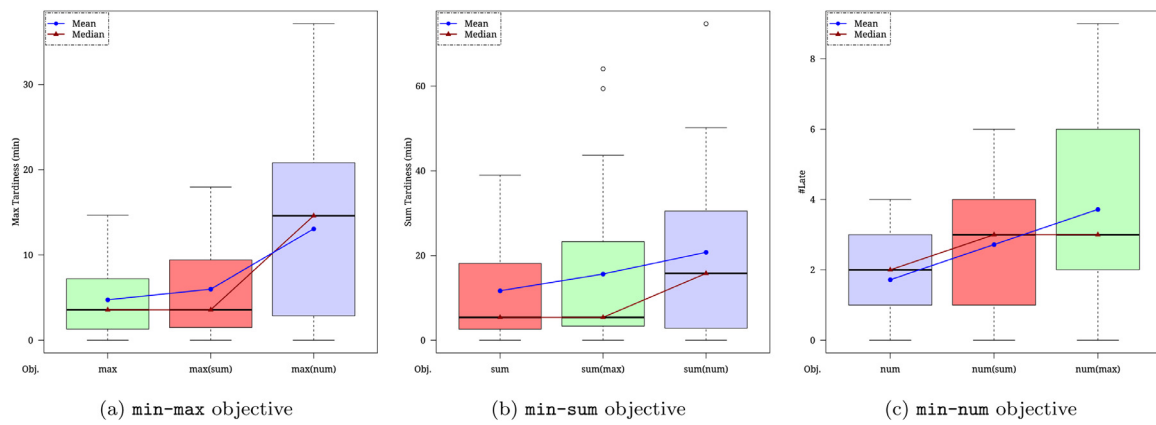 Mean
Median
Max Tardiness (min)
30
20
10
0
Obj.
max
max(sum)
max(num)
(a) min-max objective
Mean
Median
Sum Tardiness (min)
60
40
20
0
Obj.
sum
sum(max)
sum(num)
(b) min-sum objective
Mean
Median
#Late
8
6
4
2
0
Obj.
num
num(sum)
num(max)
(c) min-num objective